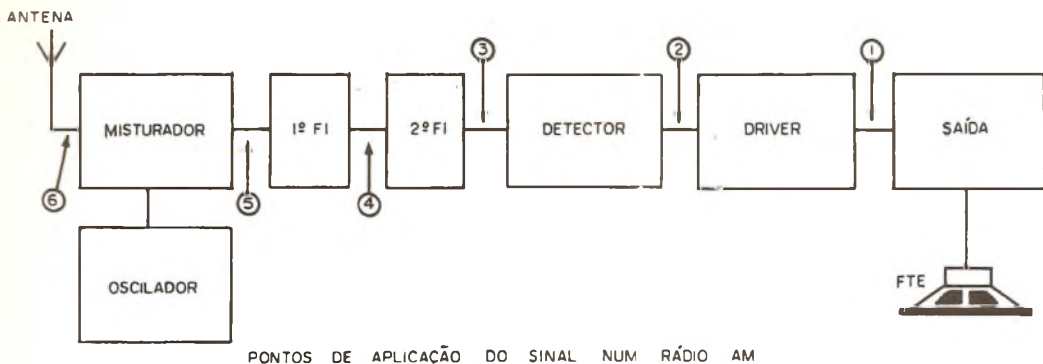 ANTENA
③
②
①
MISTURADOR
1º FI
2º FI
DETECTOR
DRIVER
SAÍDA
⑥
⑤
④
OSCILADOR
FTE
PONTOS DE APLICAÇÃO DO SINAL NUM RÁDIO AM